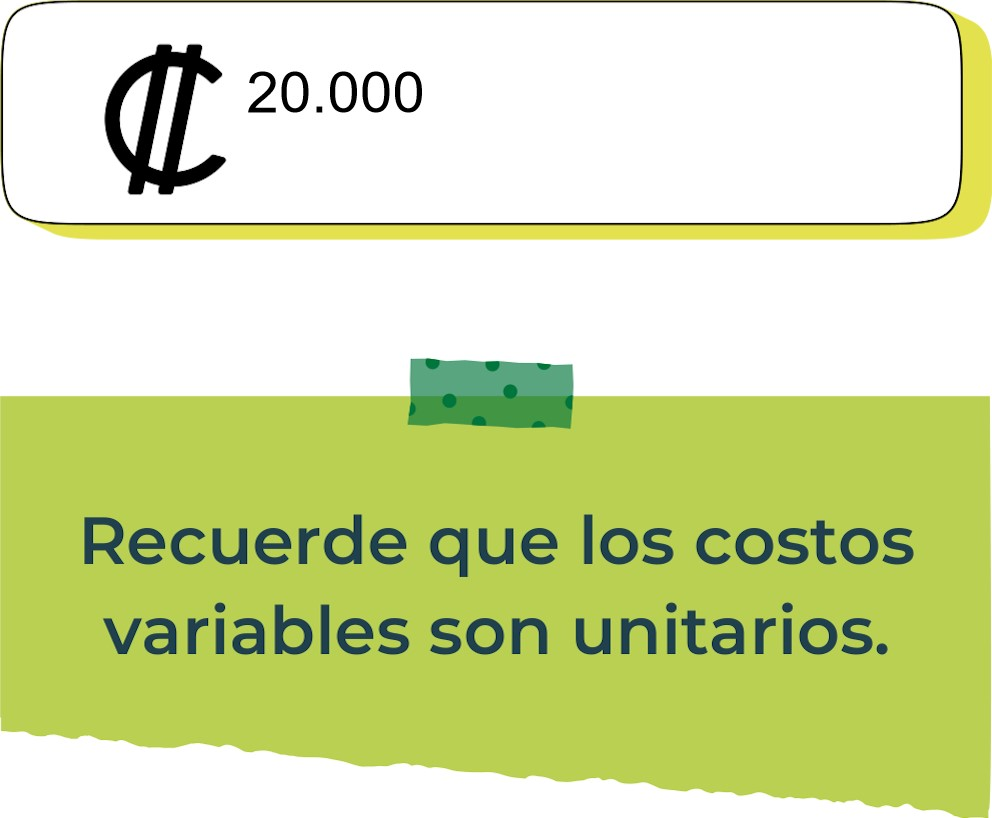 ₡ 20.000
Recuerde que los costos
variables son unitarios.